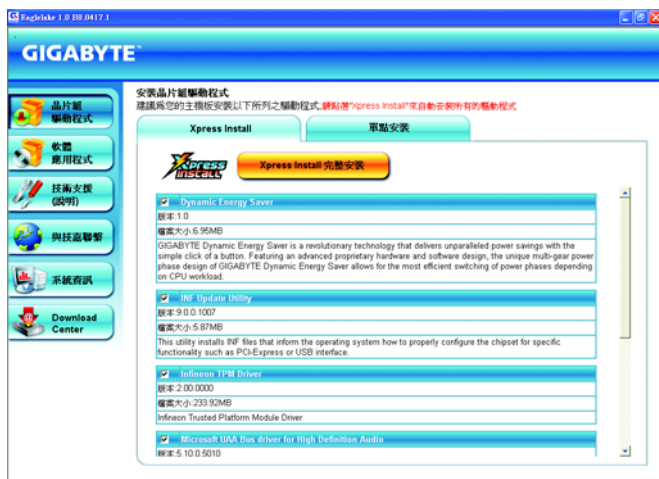 Englelake 1.0 B8.0417.1
GIGABYTE™
晶片組
驅動程式
軟體
應用程式
技術支援
(說明)
與技嘉聯繫
系統資訊
Download
Center
安裝晶片組驅動程式
建議為您的主機板安裝以下所列之驅動程式,請點選"Xpress Install"來自動安裝所有的驅動程式
Xpress Install
單點安裝
Xpress
INSTALL
Xpress Install 完整安裝
Dynamic Energy Saver
版本:1.0
檔案大小:6.95MB
GIGABYTE Dynamic Energy Saver is a revolutionary technology that delivers unparalleled power savings with the
simple click of a button. Featuring an advanced proprietary hardware and software design, the unique multi-gear power
phase design of GIGABYTE Dynamic Energy Saver allows for the most efficient switching of power phases depending
on CPU workload.
INF Update Utility
版本:9.0.0.1007
檔案大小:5.87MB
This utility installs INF files that inform the operating system how to properly configure the chipset for specific
functionality such as PCI-Express or USB interface.
Infineon TPM Driver
版本:2.00.0000
檔案大小:233.92MB
Infineon Trusted Platform Module Driver
Microsoft UAA Bus driver for High Definition Audio
版本:5.10.0.5010